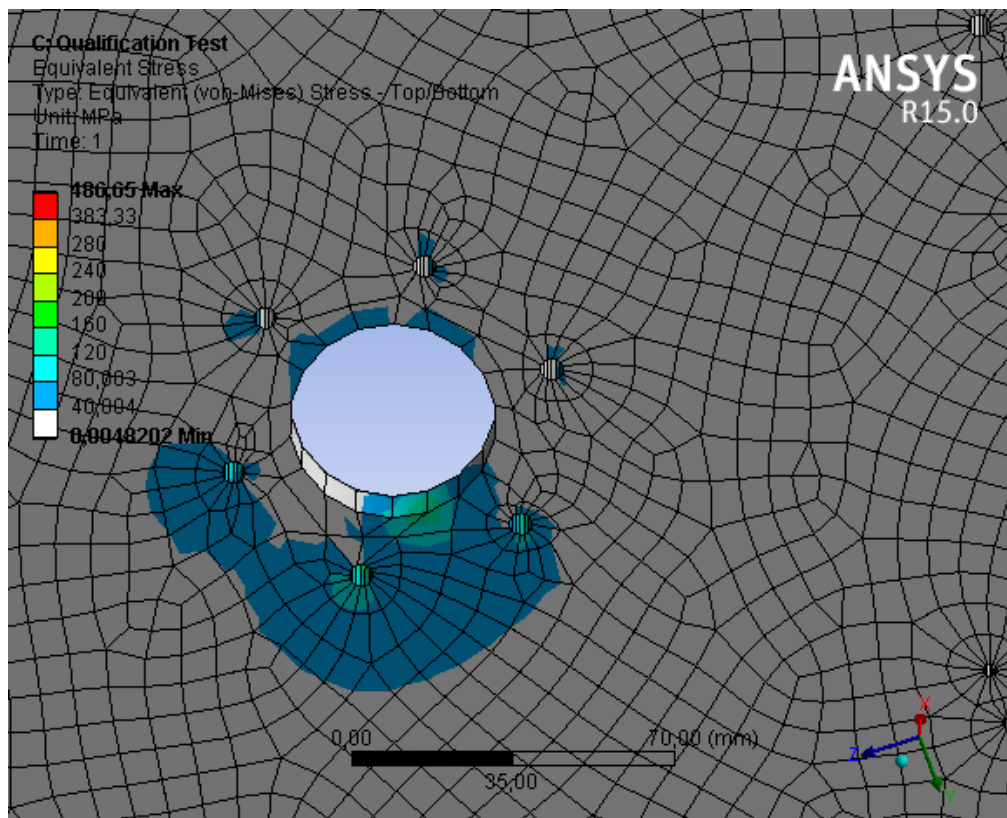 C: Qualification Test
Equivalent Stress
Type: Equivalent (von-Mises) Stress - Top/Bottom
Unit: MPa
Time: 1
ANSYS
R15.0
486,65 Max
383,33
280
240
200
160
120
80,003
40,004
0,0048202 Min
0,00
70,00 (mm)
35,00
X
Z
Y